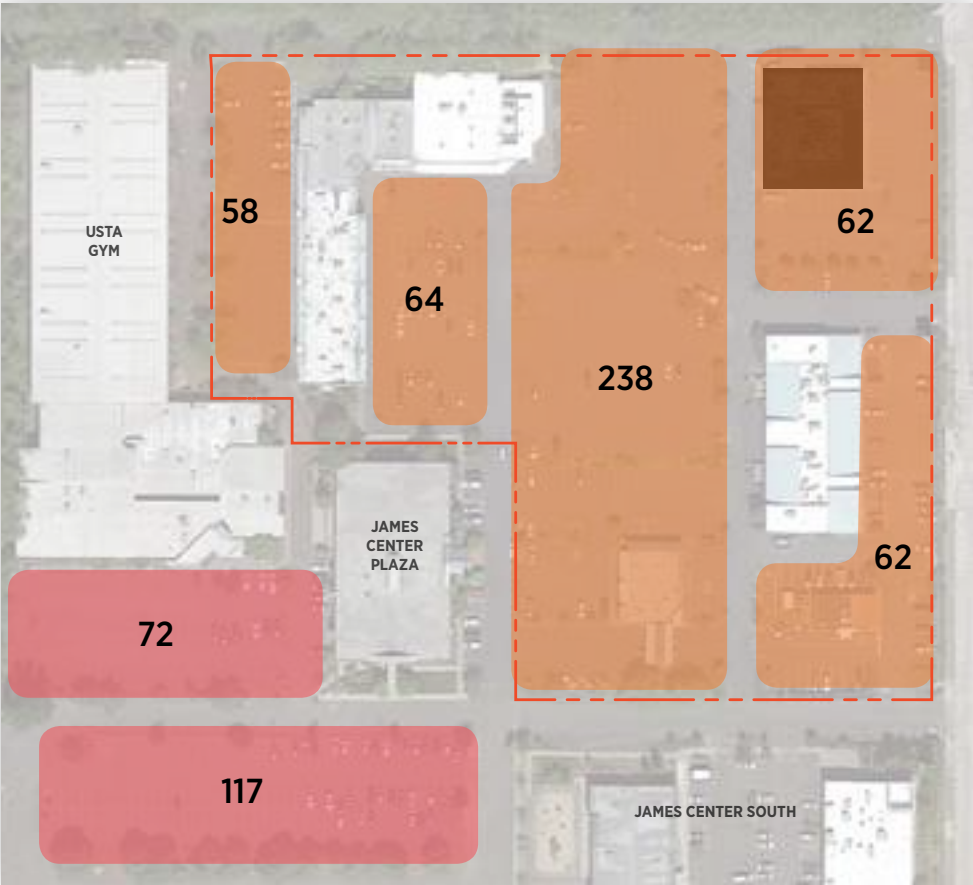 58
62
USTA
GYM
64
238
JAMES
CENTER
PLAZA
62
72
117
JAMES CENTER SOUTH